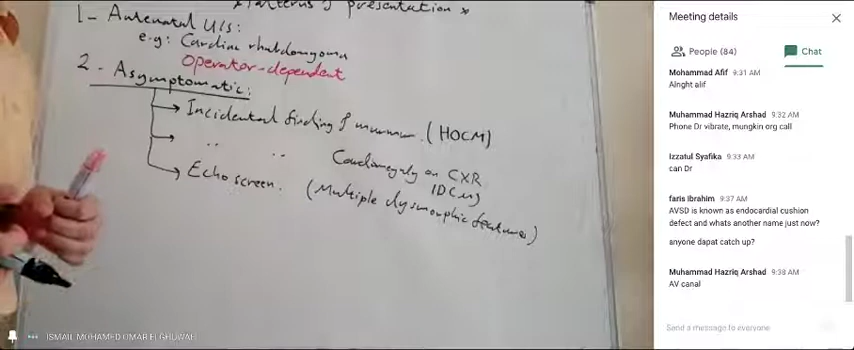 *Patterns of presentation *
1- Antenatal U/S:
e.g: Cardiac rhabdomyoma
Operator-dependent
2- Asymptomatic:
Incidental finding of murmur. (HOCM)
.. .. Cardiomegaly on CXR
Echo screen. (Multiple dysmorphic features)
ISMAIL MOHAMED OMAR
Meeting details
People (84)
Chat
Mohammad Afif 9:31 AM
Alright alif
Muhammad Hazriq Arshad 9:32 AM
Phone Dr vibrate, mungkin org call
Izzatul Syafika 9:33 AM
can Dr
faris Ibrahim 9:37 AM
AVSD is known as endocardial cushion
defect and whats another name just now?
anyone dapat catch up?
Muhammad Hazriq Arshad 9:38 AM
AV canal
Send a message to everyone